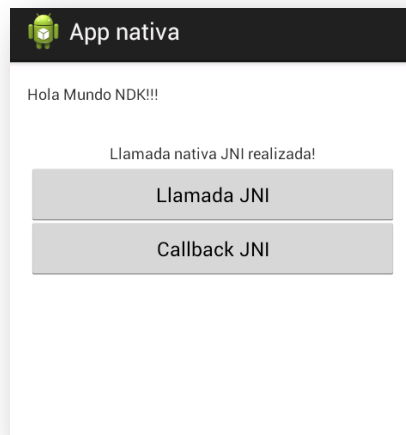 App nativa
Hola Mundo NDK!!!
Llamada nativa JNI realizada!
Llamada JNI
Callback JNI